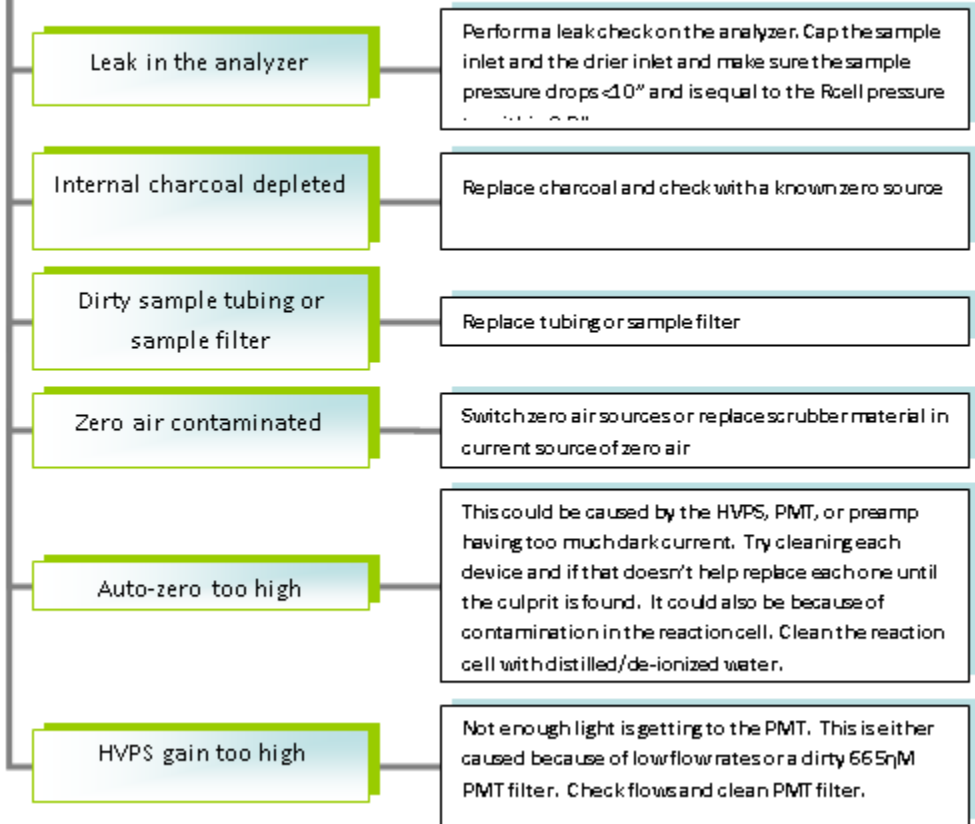 Leak in the analyzer
Perform a leak check on the analyzer. Cap the sample
inlet and the drier inlet and make sure the sample
pressure drops <10” and is equal to the Rcell pressure
Internal charcoal depleted
Replace charcoal and check with a known zero source
Dirty sample tubing or
sample filter
Replace tubing or sample filter
Zero air contaminated
Switch zero air sources or replace scrubber material in
current source of zero air
Auto-zero too high
This could be caused by the HVPS, PMT, or preamp
having too much dark current. Try cleaning each
device and if that doesn’t help replace each one until
the culprit is found. It could also be because of
contamination in the reaction cell. Clean the reaction
cell with distilled/de-ionized water.
HVPS gain too high
Not enough light is getting to the PMT. This is either
caused because of low flow rates or a dirty 665ηM
PMT filter. Check flows and clean PMT filter.